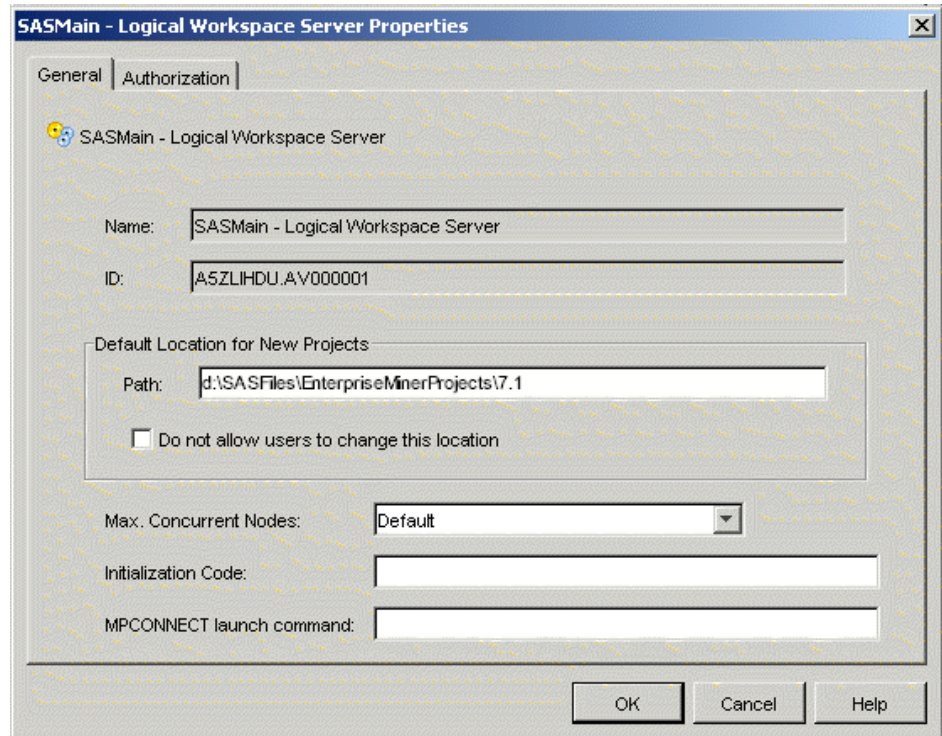 SASMain - Logical Workspace Server Properties
General
Authorization
SASMain - Logical Workspace Server
Name: SASMain - Logical Workspace Server
ID: A5ZLIHDU.AV000001
Default Location for New Projects
Path: d:\SASFiles\EnterpriseMinerProjects\7.1
Do not allow users to change this location
Max. Concurrent Nodes: Default
Initialization Code:
MPCONNECT launch command:
OK Cancel Help